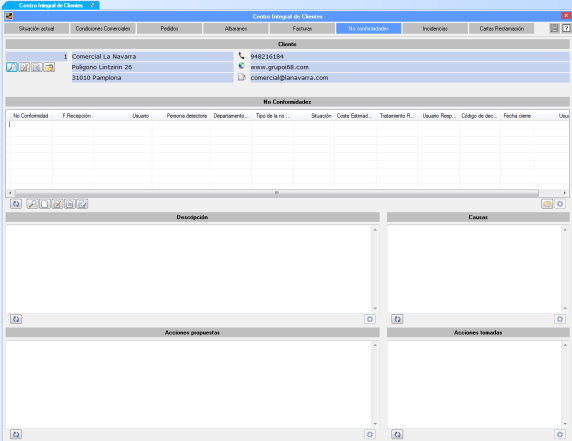 Centro Integral de Clientes
Centro Integral de Clientes
Situación actual Condiciones Comerciales Pedidos Albaranes Facturas No conformidades Incidencias Cartas Reclamación
Cliente
1 Comercial La Navarra 948216184
Polígono Lintzirin 26 www.grupoi68.com
31010 Pamplona comercial@lanavarra.com
No Conformidades
No Conformidad F.Recepción Usuario Persona detectora Departamento... Tipo de la no ... Situación Coste Estimad... Tratamiento R... Usuario Resp... Código de dec... Fecha cierre Usu
Descripción Causas
Acciones propuestas Acciones tomadas